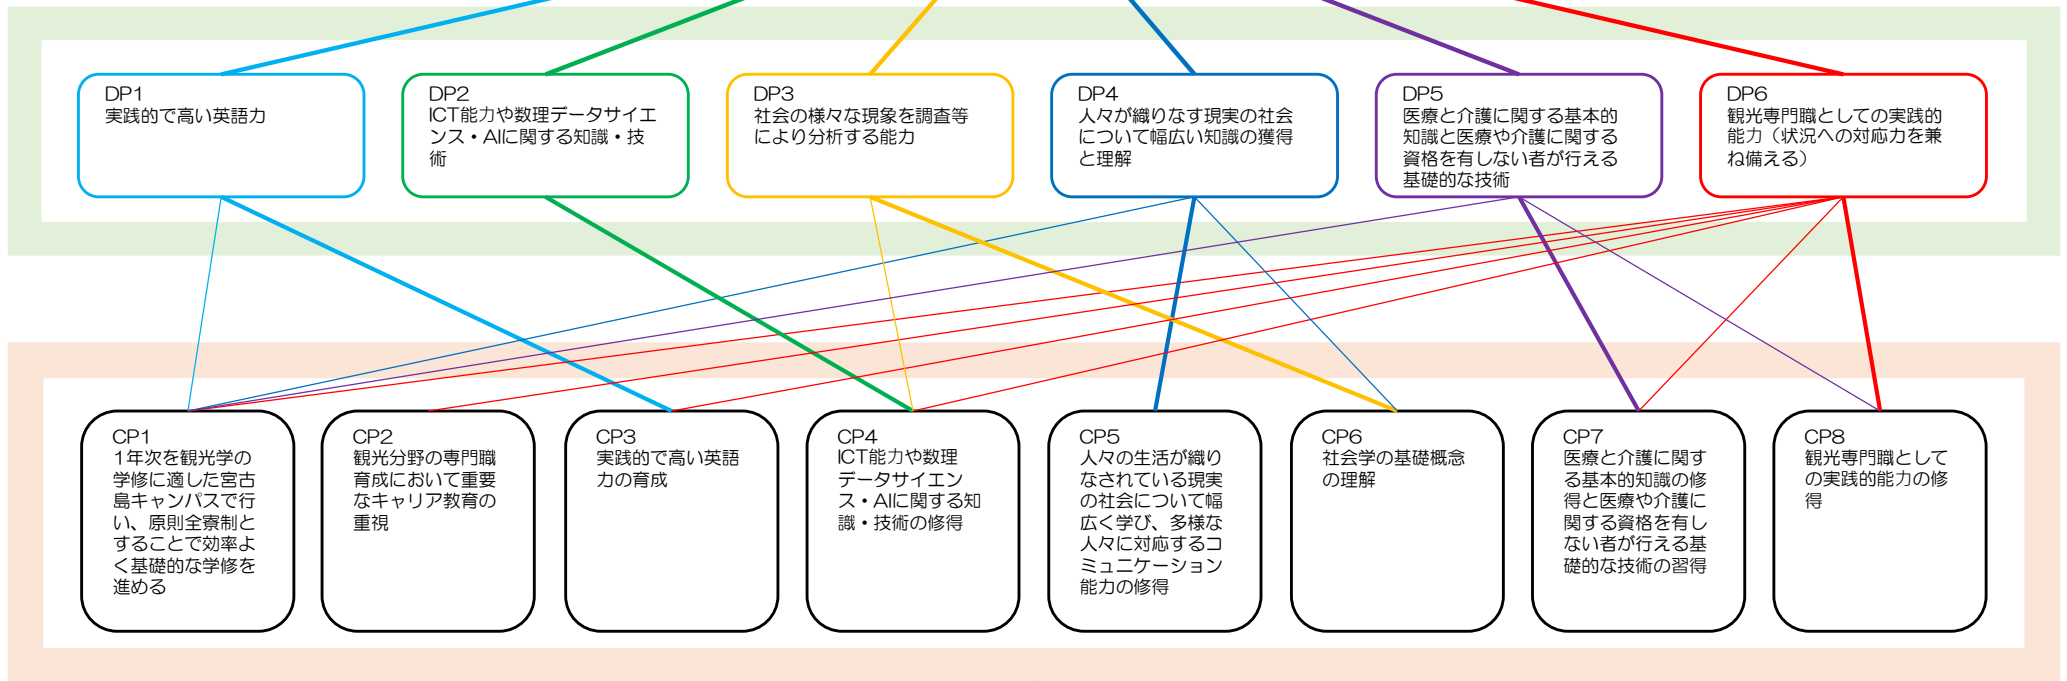 DP1
実践的で高い英語力
DP2
ICT能力や数理データサイエ
ンス・AIに関する知識・技
術
DP3
社会の様々な現象を調査等
により分析する能力
DP4
人々が織りなす現実の社会
について幅広い知識の獲得
と理解
DP5
医療と介護に関する基本的
知識と医療や介護に関する
資格を有しない者が行える
基礎的な技術
DP6
観光専門職としての実践的
能力（状況への対応力を兼
ね備える）
CP1
1年次を観光学の
学修に適した宮古
島キャンパスで行
い、原則全寮制と
することで効率よ
く基礎的な学修を
進める
CP2
観光分野の専門職
育成において重要
なキャリア教育の
重視
CP3
実践的で高い英語
力の育成
CP4
ICT能力や数理
データサイエン
ス・AIに関する知
識・技術の修得
CP5
人々の生活が織り
なされている現実
の社会について幅
広く学び、多様な
人々に対応するコ
ミュニケーション
能力の修得
CP6
社会学の基礎概念
の理解
CP7
医療と介護に関す
る基本的知識の修
得と医療や介護に
関する資格を有し
ない者が行える基
礎的な技術の習得
CP8
観光専門職として
の実践的能力の修
得